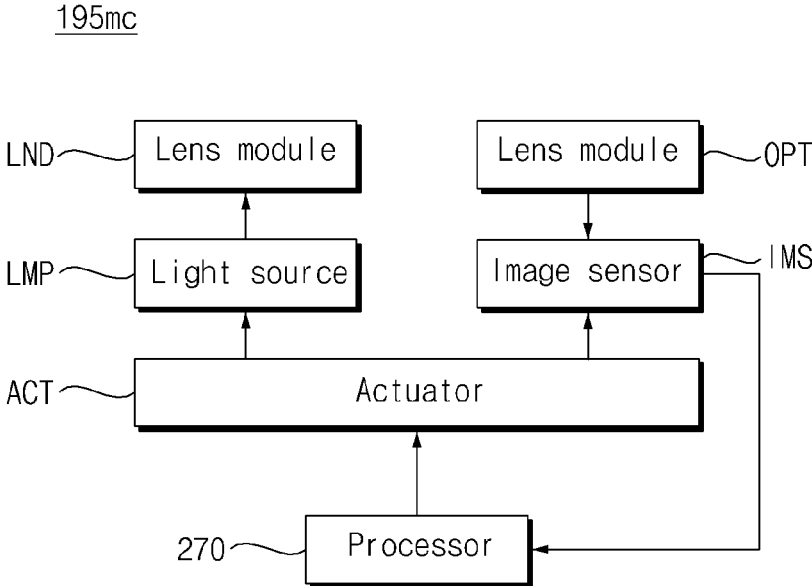 195mc
LND Lens module Lens module OPT
LMP Light source Image sensor IMS
ACT Actuator
270 Processor